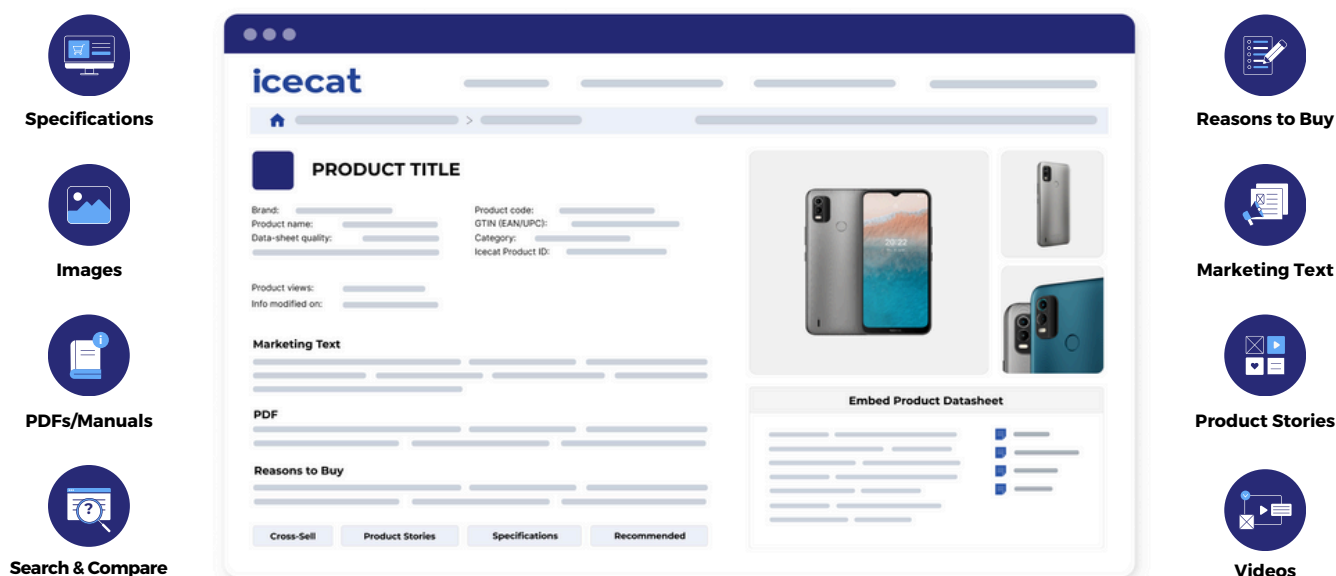 Specifications
Images
PDFs/Manuals
Search & Compare
icecat
>
PRODUCT TITLE
Brand:
Product name:
Data-sheet quality:
Product code:
GTIN (EAN/UPC):
Category:
Icecat Product ID:
Product views:
Info modified on:
Marketing Text
PDF
Reasons to Buy
Cross-Sell
Product Stories
Specifications
Recommended
20:22
Embed Product Datasheet
Reasons to Buy
Marketing Text
Product Stories
Videos